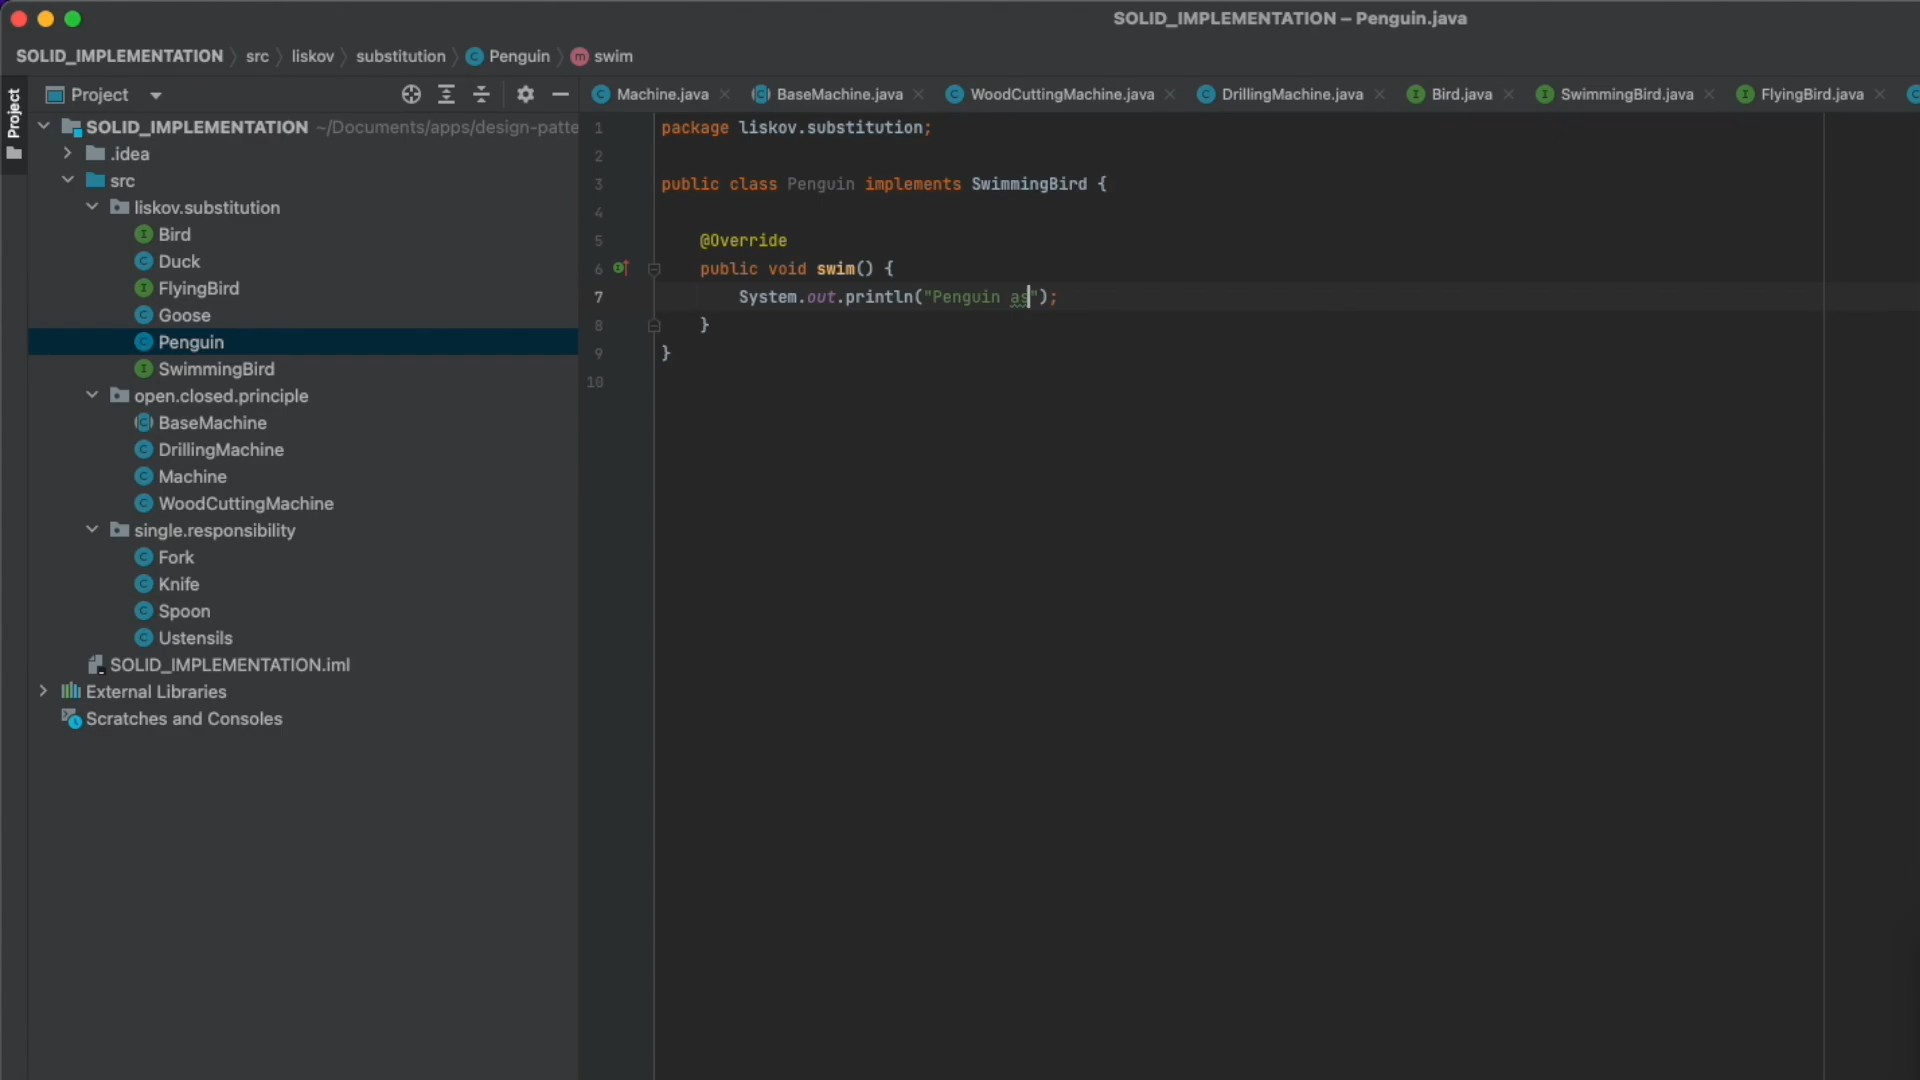 SOLID_IMPLEMENTATION – Penguin.java
SOLID_IMPLEMENTATION src liskov substitution Penguin swim
Project
Project
Machine.java BaseMachine.java WoodCuttingMachine.java DrillingMachine.java Bird.java SwimmingBird.java FlyingBird.java
SOLID_IMPLEMENTATION ~/Documents/apps/design-patte
.idea
src
liskov.substitution
Bird
Duck
FlyingBird
Goose
Penguin
SwimmingBird
open.closed.principle
BaseMachine
DrillingMachine
Machine
WoodCuttingMachine
single.responsibility
Fork
Knife
Spoon
Ustensils
SOLID_IMPLEMENTATION.iml
External Libraries
Scratches and Consoles
1 package liskov.substitution;
2
3 public class Penguin implements SwimmingBird {
4
5 @Override
6 public void swim() {
7 System.out.println("Penguin as");
8 }
9 }
10